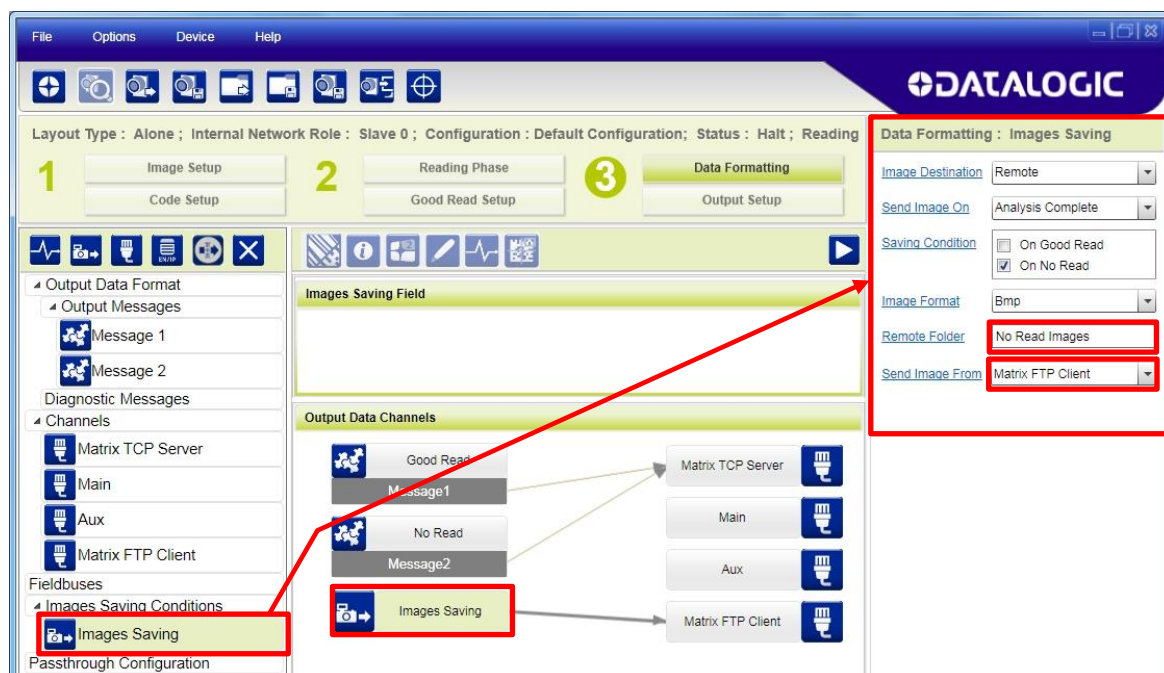 File Options Device Help
DATALOGIC
Layout Type : Alone ; Internal Network Role : Slave 0 ; Configuration : Default Configuration; Status : Halt ; Reading
1
Image Setup
Code Setup
2
Reading Phase
Good Read Setup
3
Data Formatting
Output Setup
EN/IP
Output Data Format
Output Messages
Message 1
Message 2
Diagnostic Messages
Channels
Matrix TCP Server
Main
Aux
Matrix FTP Client
Fieldbuses
Images Saving Conditions
Images Saving
Passthrough Configuration
Images Saving Field
Output Data Channels
Good Read
Message1
No Read
Message2
Images Saving
Matrix TCP Server
Main
Aux
Matrix FTP Client
Data Formatting : Images Saving
Image Destination Remote
Send Image On Analysis Complete
Saving Condition On Good Read
On No Read
Image Format Bmp
Remote Folder No Read Images
Send Image From Matrix FTP Client